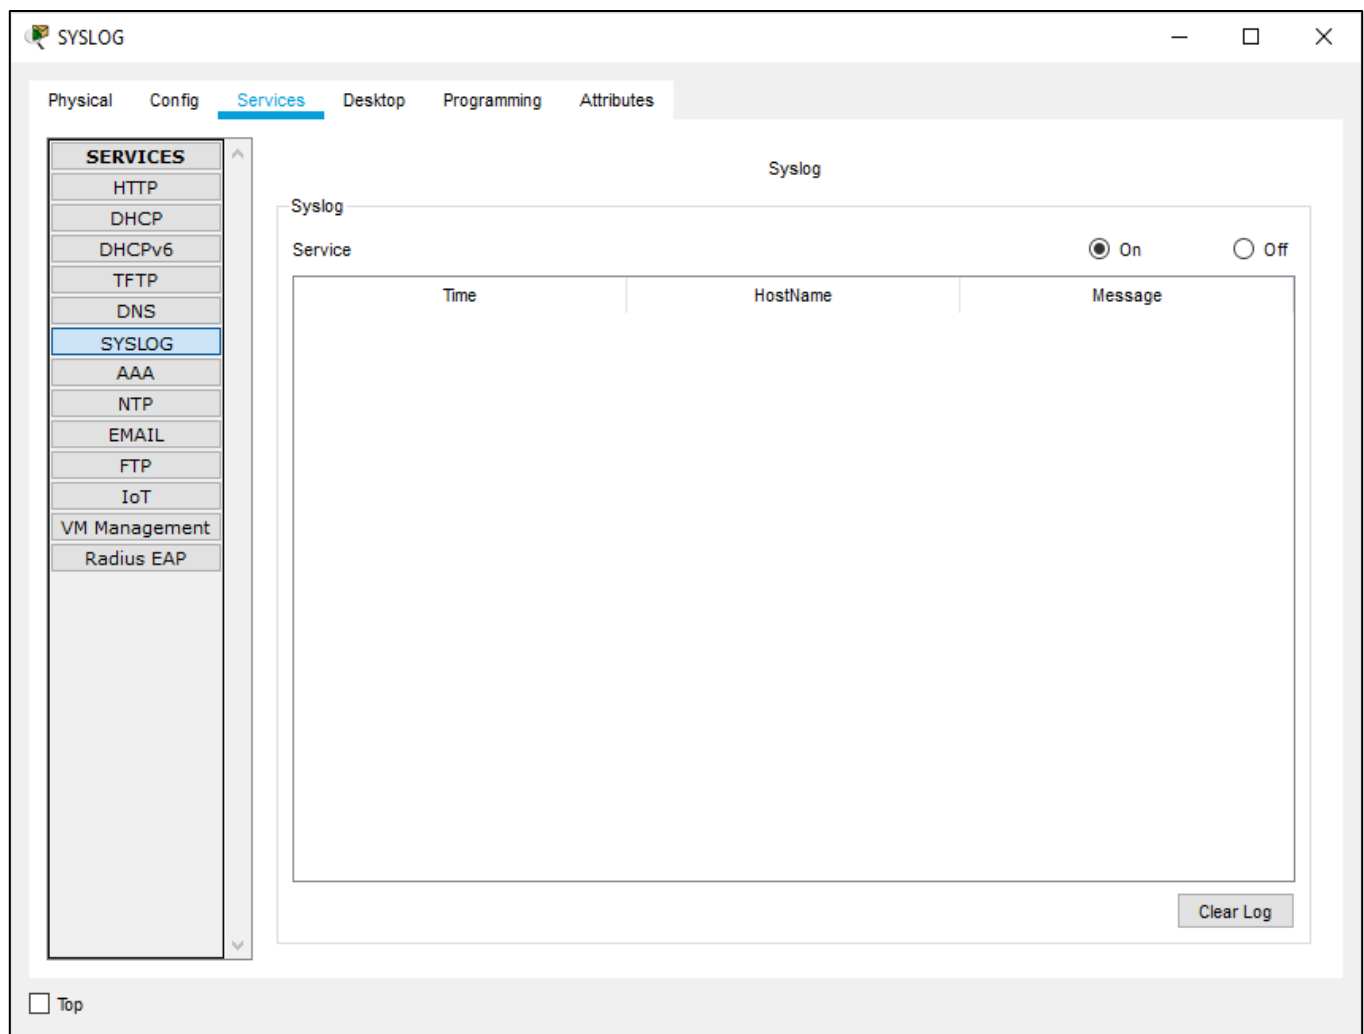 SYSLOG
Physical Config Services Desktop Programming Attributes
SERVICES
HTTP
DHCP
DHCPv6
TFTP
DNS
SYSLOG
AAA
NTP
EMAIL
FTP
IoT
VM Management
Radius EAP
Syslog
Syslog
Service On Off
Time HostName Message
Clear Log
Top